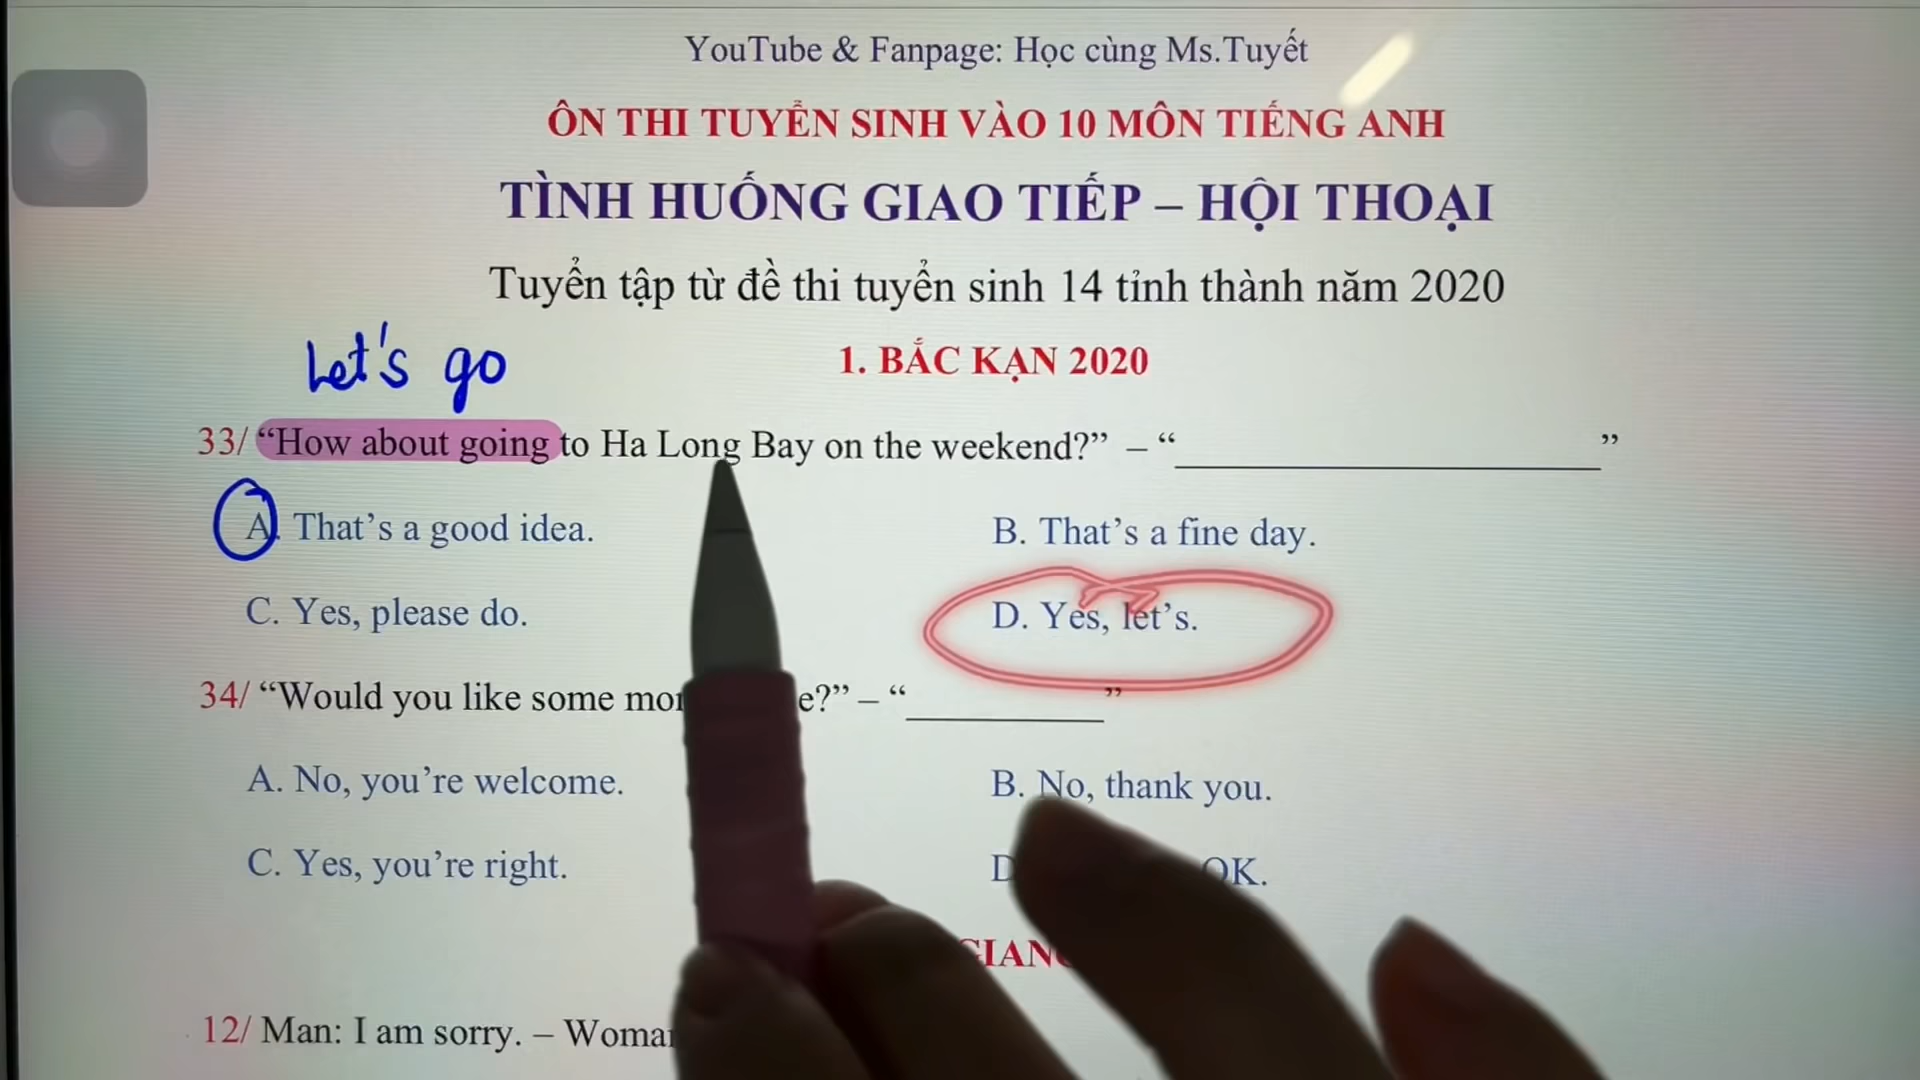 YouTube & Fanpage: Học cùng Ms.Tuyết
ÔN THI TUYỂN SINH VÀO 10 MÔN TIẾNG ANH
TÌNH HUỐNG GIAO TIẾP – HỘI THOẠI
Tuyển tập từ đề thi tuyển sinh 14 tỉnh thành năm 2020
Let's go
1. BẮC KẠN 2020
33/ “How about going to Ha Long Bay on the weekend?” – “____________________”
A. That’s a good idea.
B. That’s a fine day.
C. Yes, please do.
D. Yes, let’s.
34/ “Would you like some ?” – “__________”
A. No, you’re welcome.
B. No, thank you.
C. Yes, you’re right.
D OK.
12/ Man: I am sorry. –